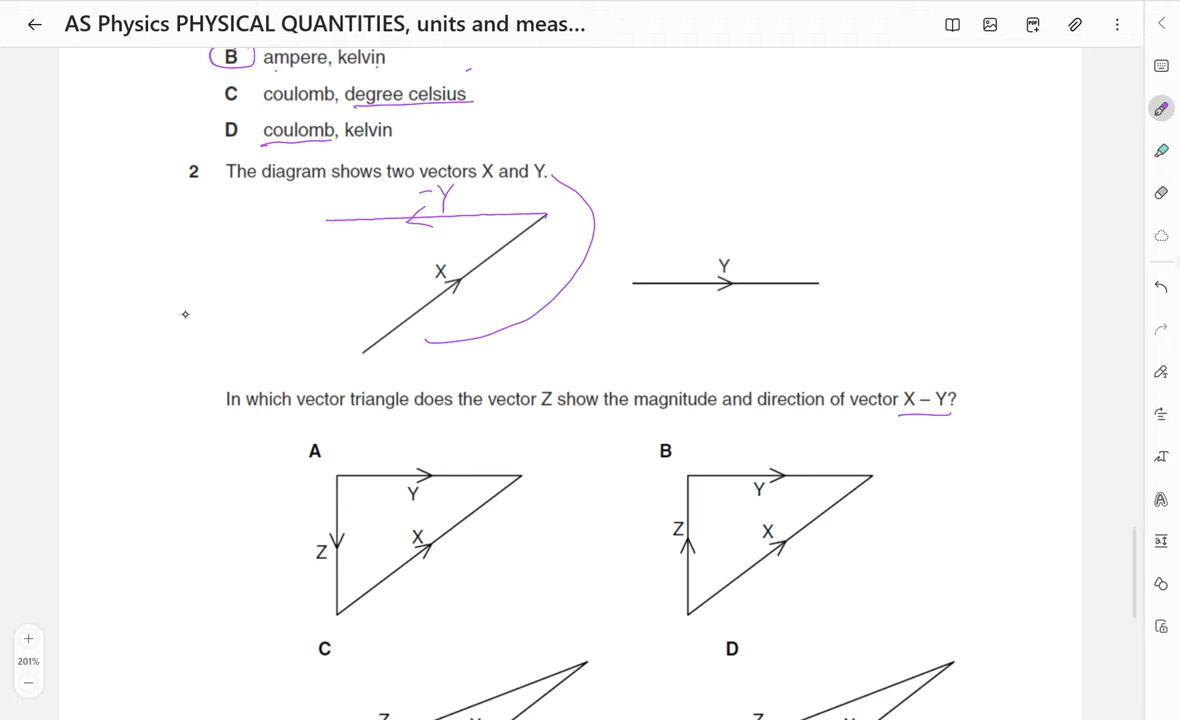 AS Physics PHYSICAL QUANTITIES, units and meas...
B ampere, kelvin
C coulomb, degree celsius
D coulomb, kelvin
2 The diagram shows two vectors X and Y.
-Y
X
Y
In which vector triangle does the vector Z show the magnitude and direction of vector X – Y?
A B
Y Y
Z X Z X
C D
201%
PDF